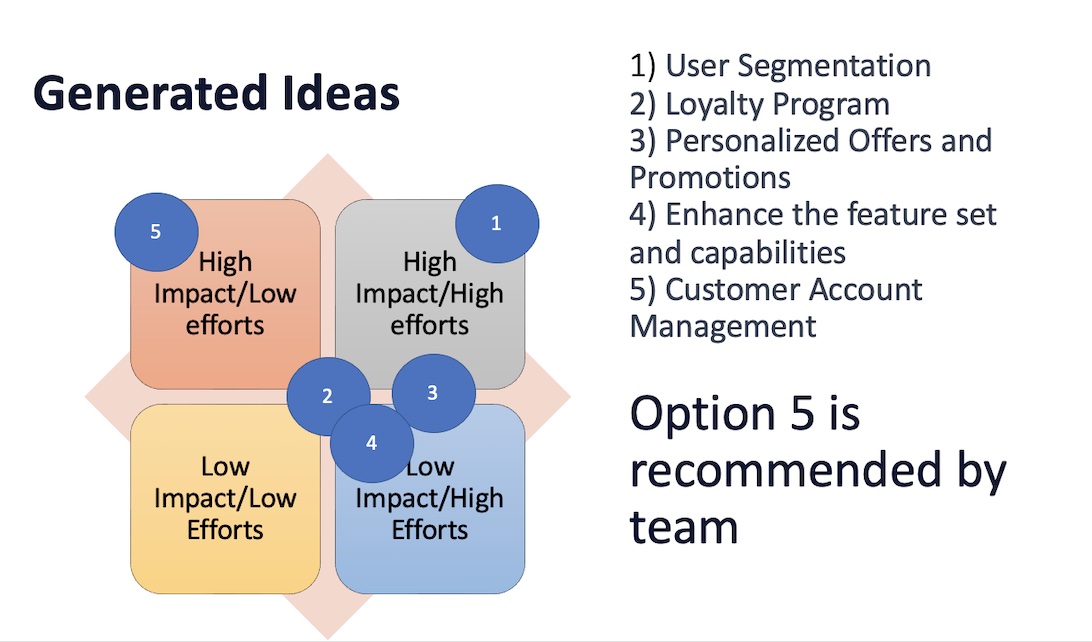 Generated Ideas
5
High
Impact/Low
efforts
1
High
Impact/High
efforts
2
3
4
Low
Impact/Low
Efforts
Low
Impact/High
Efforts
1) User Segmentation
2) Loyalty Program
3) Personalized Offers and
Promotions
4) Enhance the feature set
and capabilities
5) Customer Account
Management
Option 5 is
recommended by
team